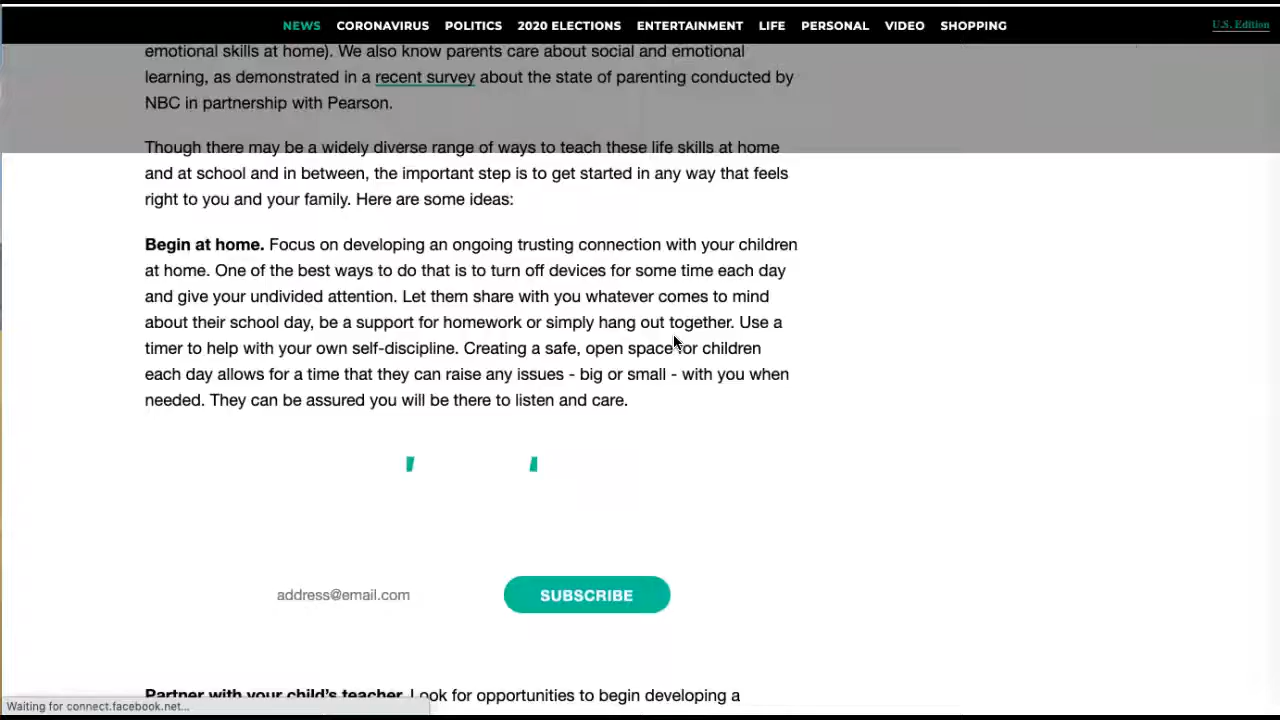 NEWS CORONAVIRUS POLITICS 2020 ELECTIONS ENTERTAINMENT LIFE PERSONAL VIDEO SHOPPING U.S. Edition
emotional skills at home). We also know parents care about social and emotional
learning, as demonstrated in a recent survey about the state of parenting conducted by
NBC in partnership with Pearson.
Though there may be a widely diverse range of ways to teach these life skills at home
and at school and in between, the important step is to get started in any way that feels
right to you and your family. Here are some ideas:
Begin at home. Focus on developing an ongoing trusting connection with your children
at home. One of the best ways to do that is to turn off devices for some time each day
and give your undivided attention. Let them share with you whatever comes to mind
about their school day, be a support for homework or simply hang out together. Use a
timer to help with your own self-discipline. Creating a safe, open space for children
each day allows for a time that they can raise any issues - big or small - with you when
needed. They can be assured you will be there to listen and care.
address@email.com SUBSCRIBE
Partner with your child's teacher. Look for opportunities to begin developing a
Waiting for connect.facebook.net...